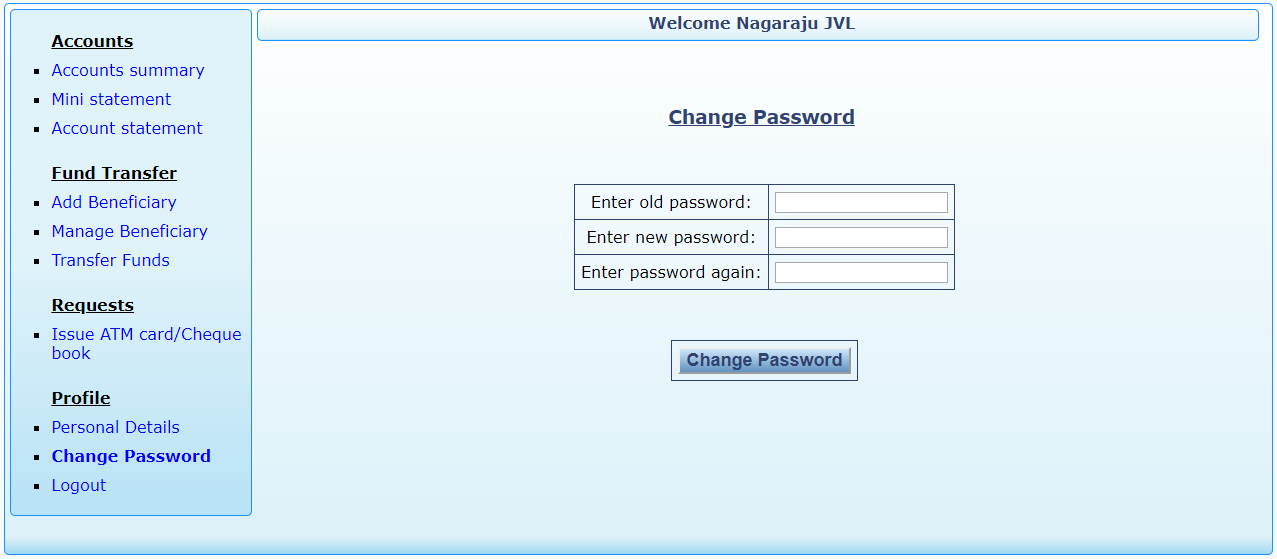 Accounts
Accounts summary
Mini statement
Account statement
Fund Transfer
Add Beneficiary
Manage Beneficiary
Transfer Funds
Requests
Issue ATM card/Cheque
book
Profile
Personal Details
Change Password
Logout
Welcome Nagaraju JVL
Change Password
Enter old password:
Enter new password:
Enter password again:
Change Password